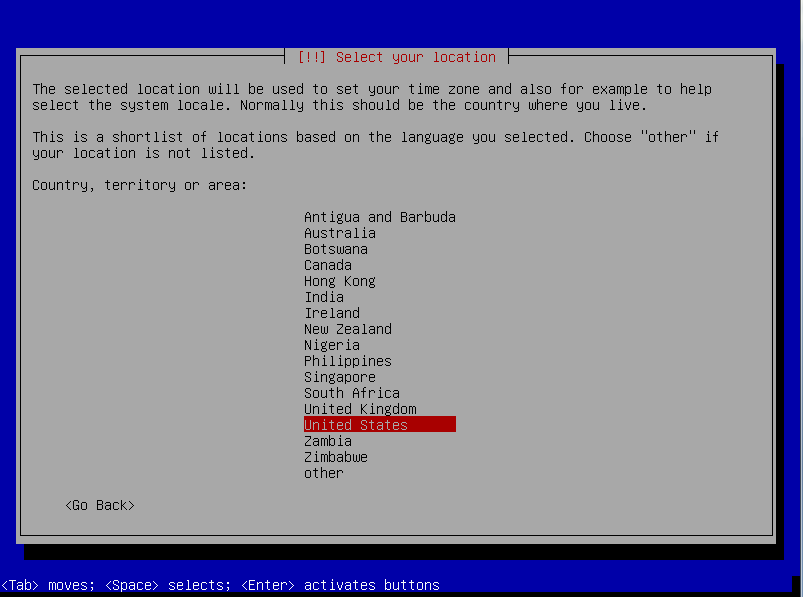 [!!] Select your location
The selected location will be used to set your time zone and also for example to help
select the system locale. Normally this should be the country where you live.
This is a shortlist of locations based on the language you selected. Choose "other" if
your location is not listed.
Country, territory or area:
Antigua and Barbuda
Australia
Botswana
Canada
Hong Kong
India
Ireland
New Zealand
Nigeria
Philippines
Singapore
South Africa
United Kingdom
United States
Zambia
Zimbabwe
other
<Go Back>
<Tab> moves; <Space> selects; <Enter> activates buttons